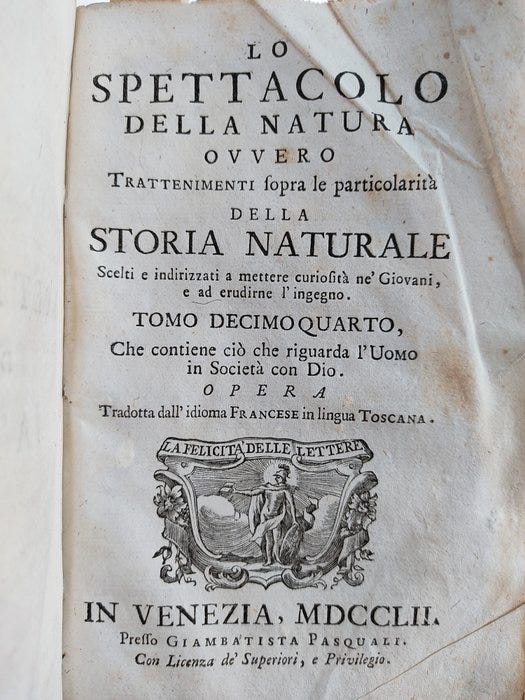 LO
SPETTACOLO
DELLA NATURA
OVVERO
TRATTENIMENTI sopra le particolarità
DELLA
STORIA NATURALE
Scelti e indirizzati a mettere curiosità ne' Giovani,
e ad erudirne l'ingegno.
TOMO DECIMOQUARTO,
Che contiene ciò che riguarda l'UOMO
in Società con Dio.
OPERA
Tradotta dall' idioma FRANCESE in lingua TOSCANA.
LA FELICITA' DELLE LETTERE
IN VENEZIA, MDCCLII.
Presso GIAMBATISTA PASQUALI.
Con Licenza de' Superiori, e Privilegio.